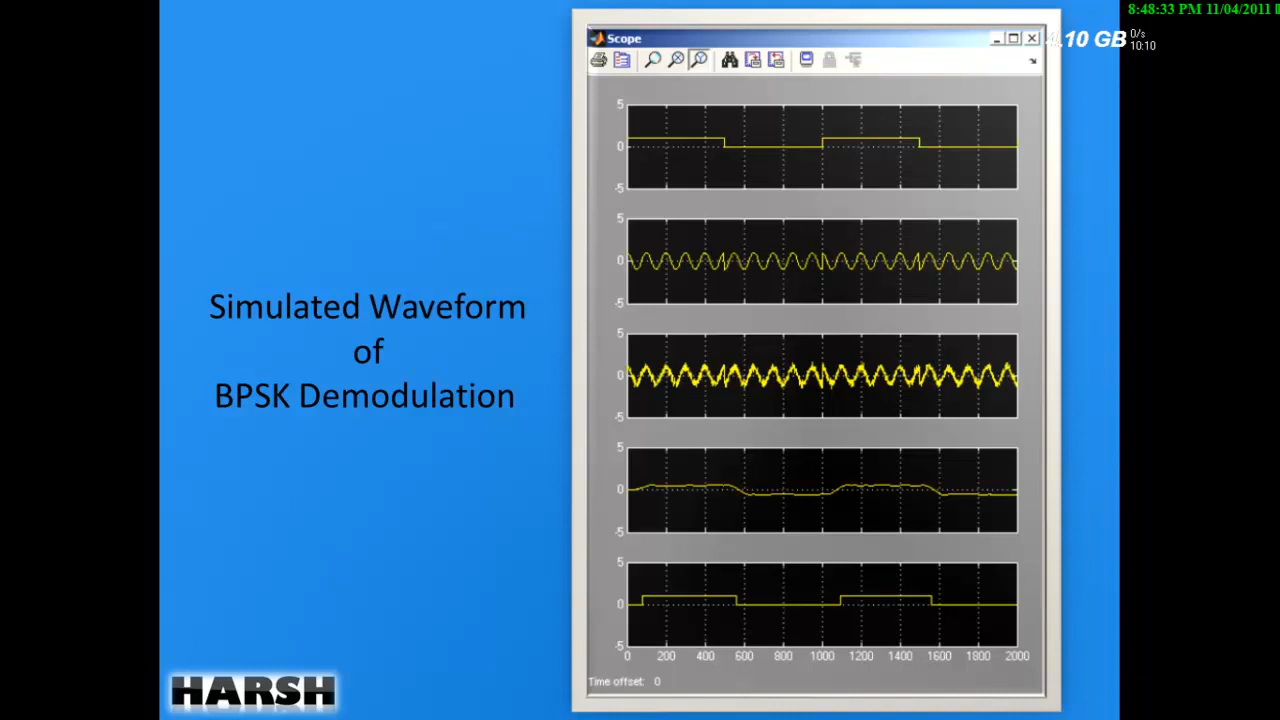 8:48:33 PM 11/04/2011
Scope
.10 GB
0/s
10:10
5
0
-5
5
0
-5
Simulated Waveform
of
BPSK Demodulation
5
0
-5
5
0
-5
5
0
-5
0 200 400 600 800 1000 1200 1400 1600 1800 2000
Time offset: 0
HARSH